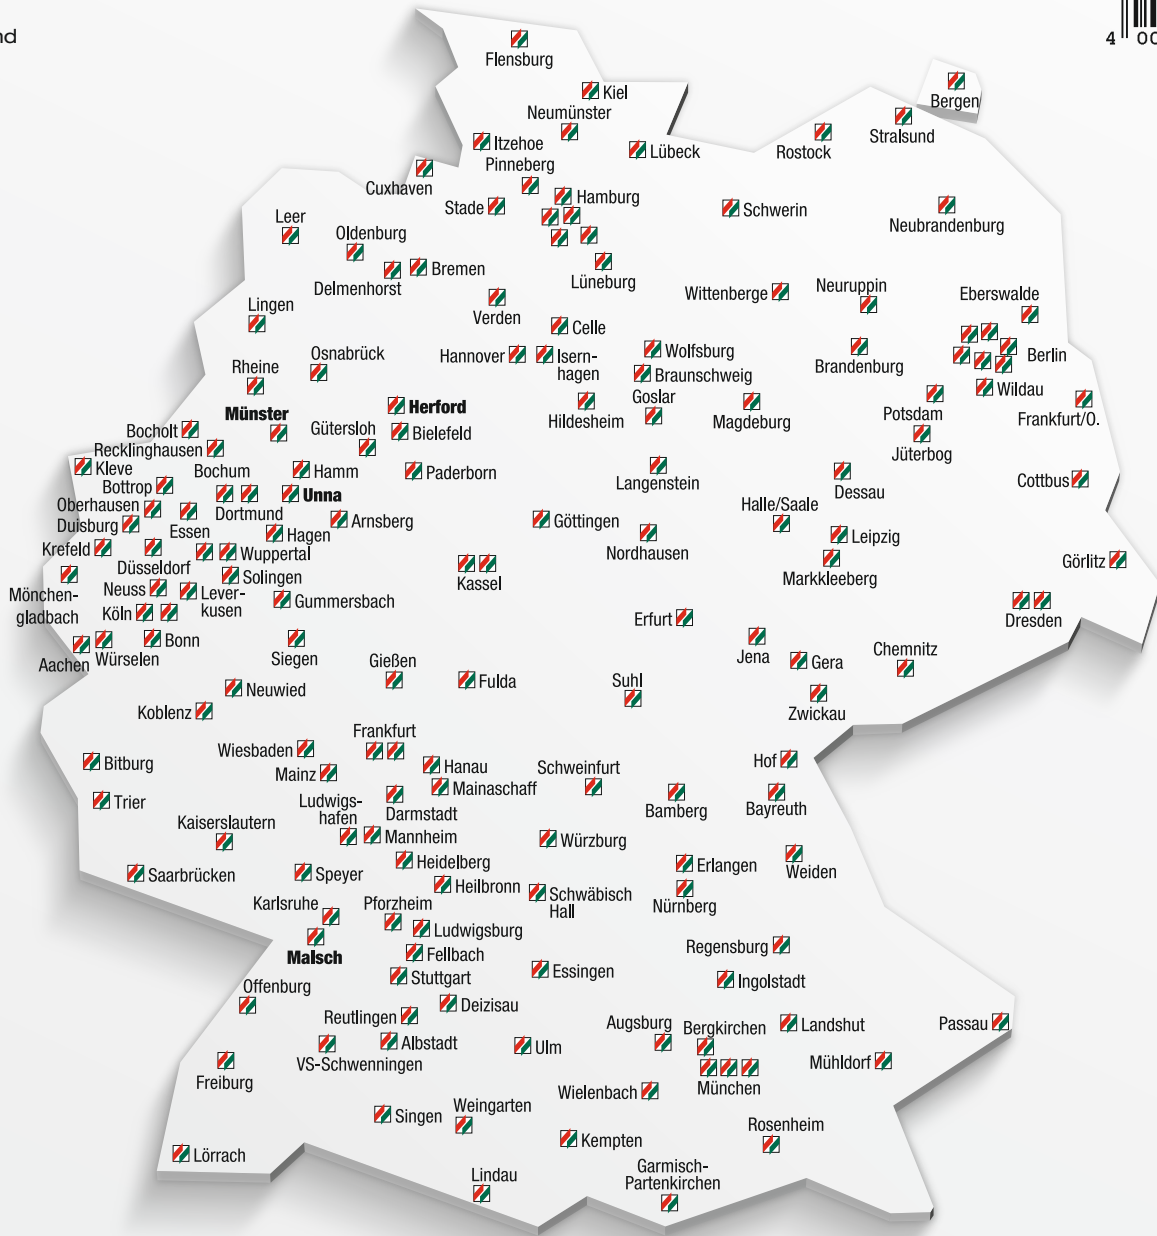 nd
4 00
Flensburg
Kiel
Bergen
Neumünster
Stralsund
Itzehoe
Lübeck
Rostock
Pinneberg
Cuxhaven
Hamburg
Stade
Schwerin
Leer
Neubrandenburg
Oldenburg
Bremen
Lüneburg
Delmenhorst
Wittenberge
Neuruppin
Eberswalde
Lingen
Verden
Celle
Osnabrück
Hannover
Isern-
hagen
Wolfsburg
Berlin
Rheine
Braunschweig
Brandenburg
Wildau
Herford
Goslar
Münster
Hildesheim
Magdeburg
Potsdam
Frankfurt/O.
Bocholt
Gütersloh
Bielefeld
Jüterbog
Recklinghausen
Kleve
Bochum
Hamm
Paderborn
Langenstein
Dessau
Cottbus
Bottrop
Unna
Oberhausen
Dortmund
Halle/Saale
Duisburg
Essen
Arnsberg
Göttingen
Hagen
Leipzig
Krefeld
Wuppertal
Nordhausen
Düsseldorf
Görlitz
Solingen
Kassel
Markkleeberg
Mönchen-
gladbach
Neuss
Lever-
kusen
Gummersbach
Köln
Erfurt
Dresden
Bonn
Aachen
Würselen
Siegen
Gießen
Jena
Gera
Chemnitz
Neuwied
Fulda
Suhl
Koblenz
Zwickau
Frankfurt
Wiesbaden
Bitburg
Hanau
Hof
Mainz
Schweinfurt
Mainaschaff
Trier
Ludwigs-
hafen
Darmstadt
Bamberg
Bayreuth
Kaiserslautern
Mannheim
Würzburg
Heidelberg
Erlangen
Weiden
Saarbrücken
Speyer
Heilbronn
Schwäbisch
Hall
Nürnberg
Karlsruhe
Pforzheim
Ludwigsburg
Regensburg
Malsch
Fellbach
Stuttgart
Essingen
Ingolstadt
Offenburg
Deizisau
Reutlingen
Augsburg
Bergkirchen
Landshut
Passau
Albstadt
Ulm
VS-Schwenningen
Mühldorf
Freiburg
München
Wielenbach
Singen
Weingarten
Rosenheim
Kempten
Lörrach
Lindau
Garmisch-
Partenkirchen